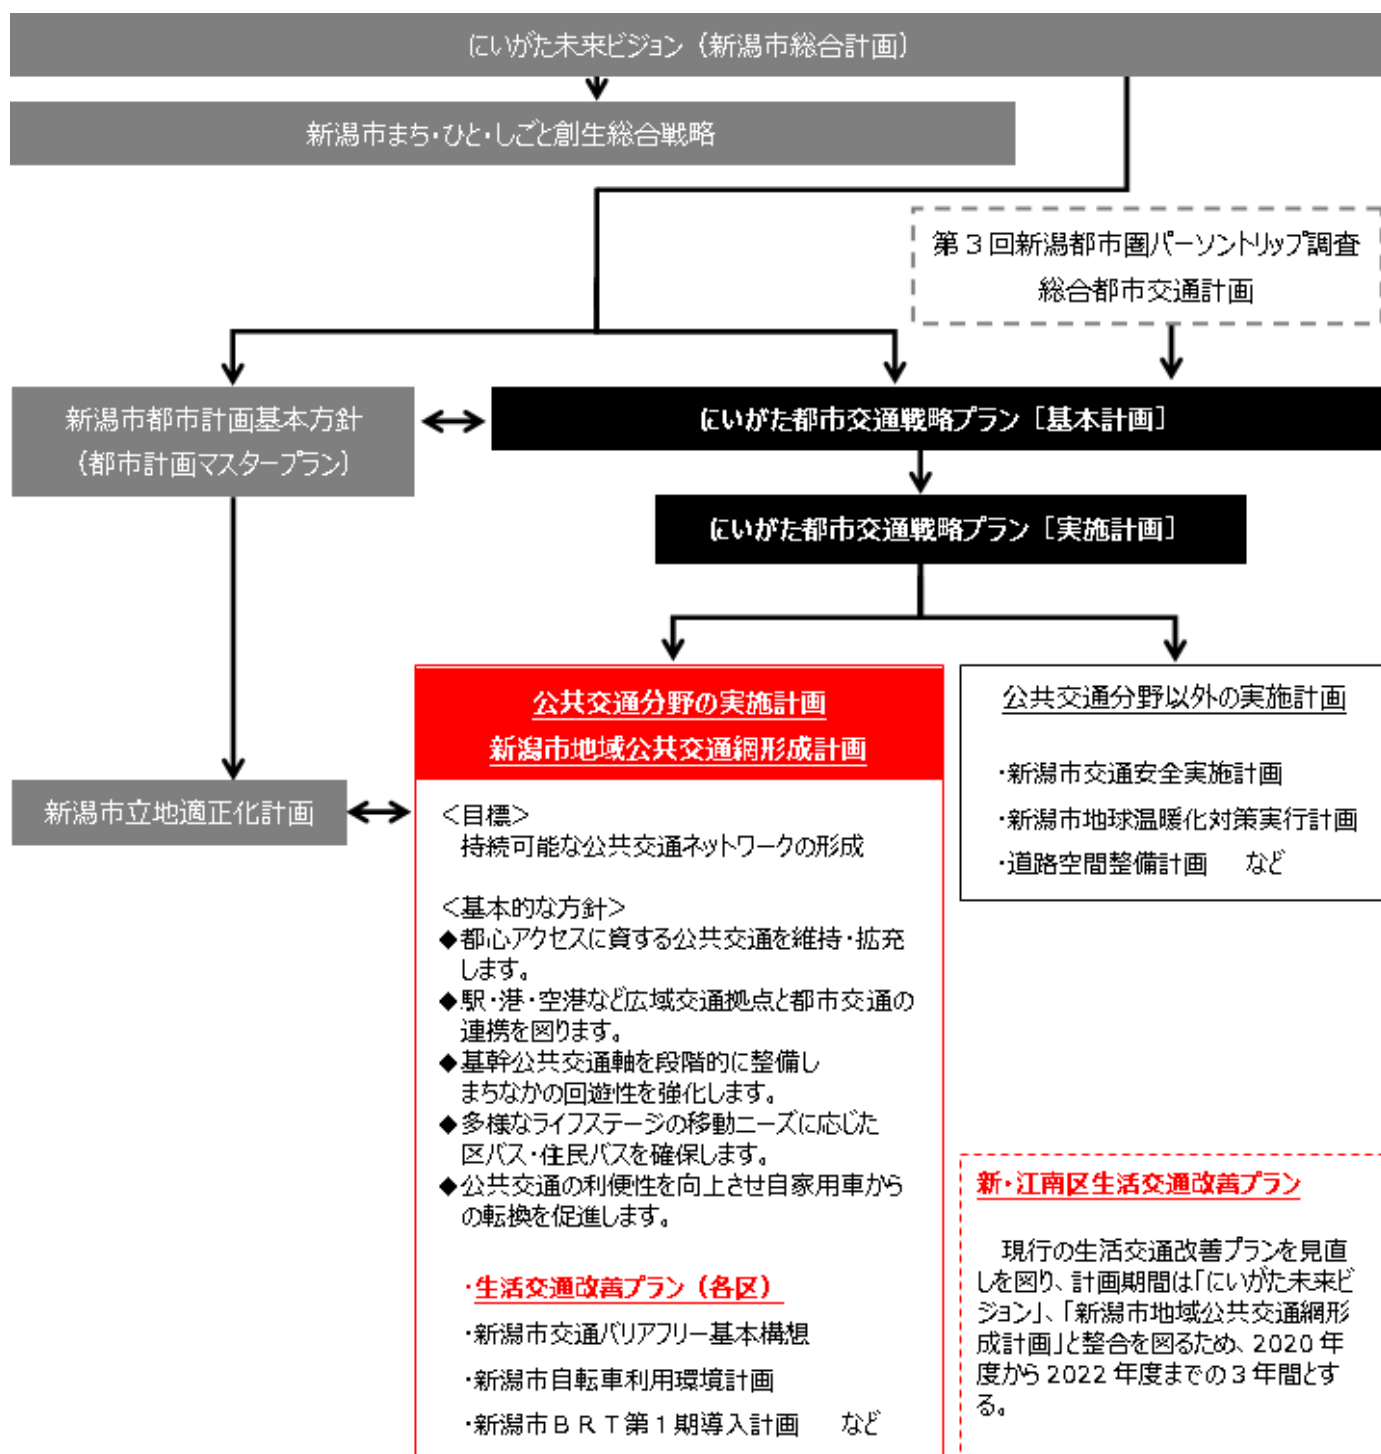 にいがた未来ビジョン（新潟市総合計画）
新潟市まち・ひと・しごと創生総合戦略
第３回新潟都市圏パーソントリップ調査
総合都市交通計画
新潟市都市計画基本方針
（都市計画マスタープラン）
にいがた都市交通戦略プラン［基本計画］
にいがた都市交通戦略プラン［実施計画］
公共交通分野の実施計画
新潟市地域公共交通網形成計画
公共交通分野以外の実施計画
・新潟市交通安全実施計画
・新潟市地球温暖化対策実行計画
・道路空間整備計画　など
新潟市立地適正化計画
＜目標＞
持続可能な公共交通ネットワークの形成
＜基本的な方針＞
◆都心アクセスに資する公共交通を維持・拡充
します。
◆駅・港・空港など広域交通拠点と都市交通の
連携を図ります。
◆基幹公共交通軸を段階的に整備し
まちなかの回遊性を強化します。
◆多様なライフステージの移動ニーズに応じた
区バス・住民バスを確保します。
◆公共交通の利便性を向上させ自家用車から
の転換を促進します。
・生活交通改善プラン（各区）
・新潟市交通バリアフリー基本構想
・新潟市自転車利用環境計画
・新潟市ＢＲＴ第１期導入計画　など
新・江南区生活交通改善プラン
現行の生活交通改善プランを見直
しを図り、計画期間は「にいがた未来ビ
ジョン」、「新潟市地域公共交通網形
成計画」と整合を図るため、2020 年
度から 2022 年度までの３年間とす
る。